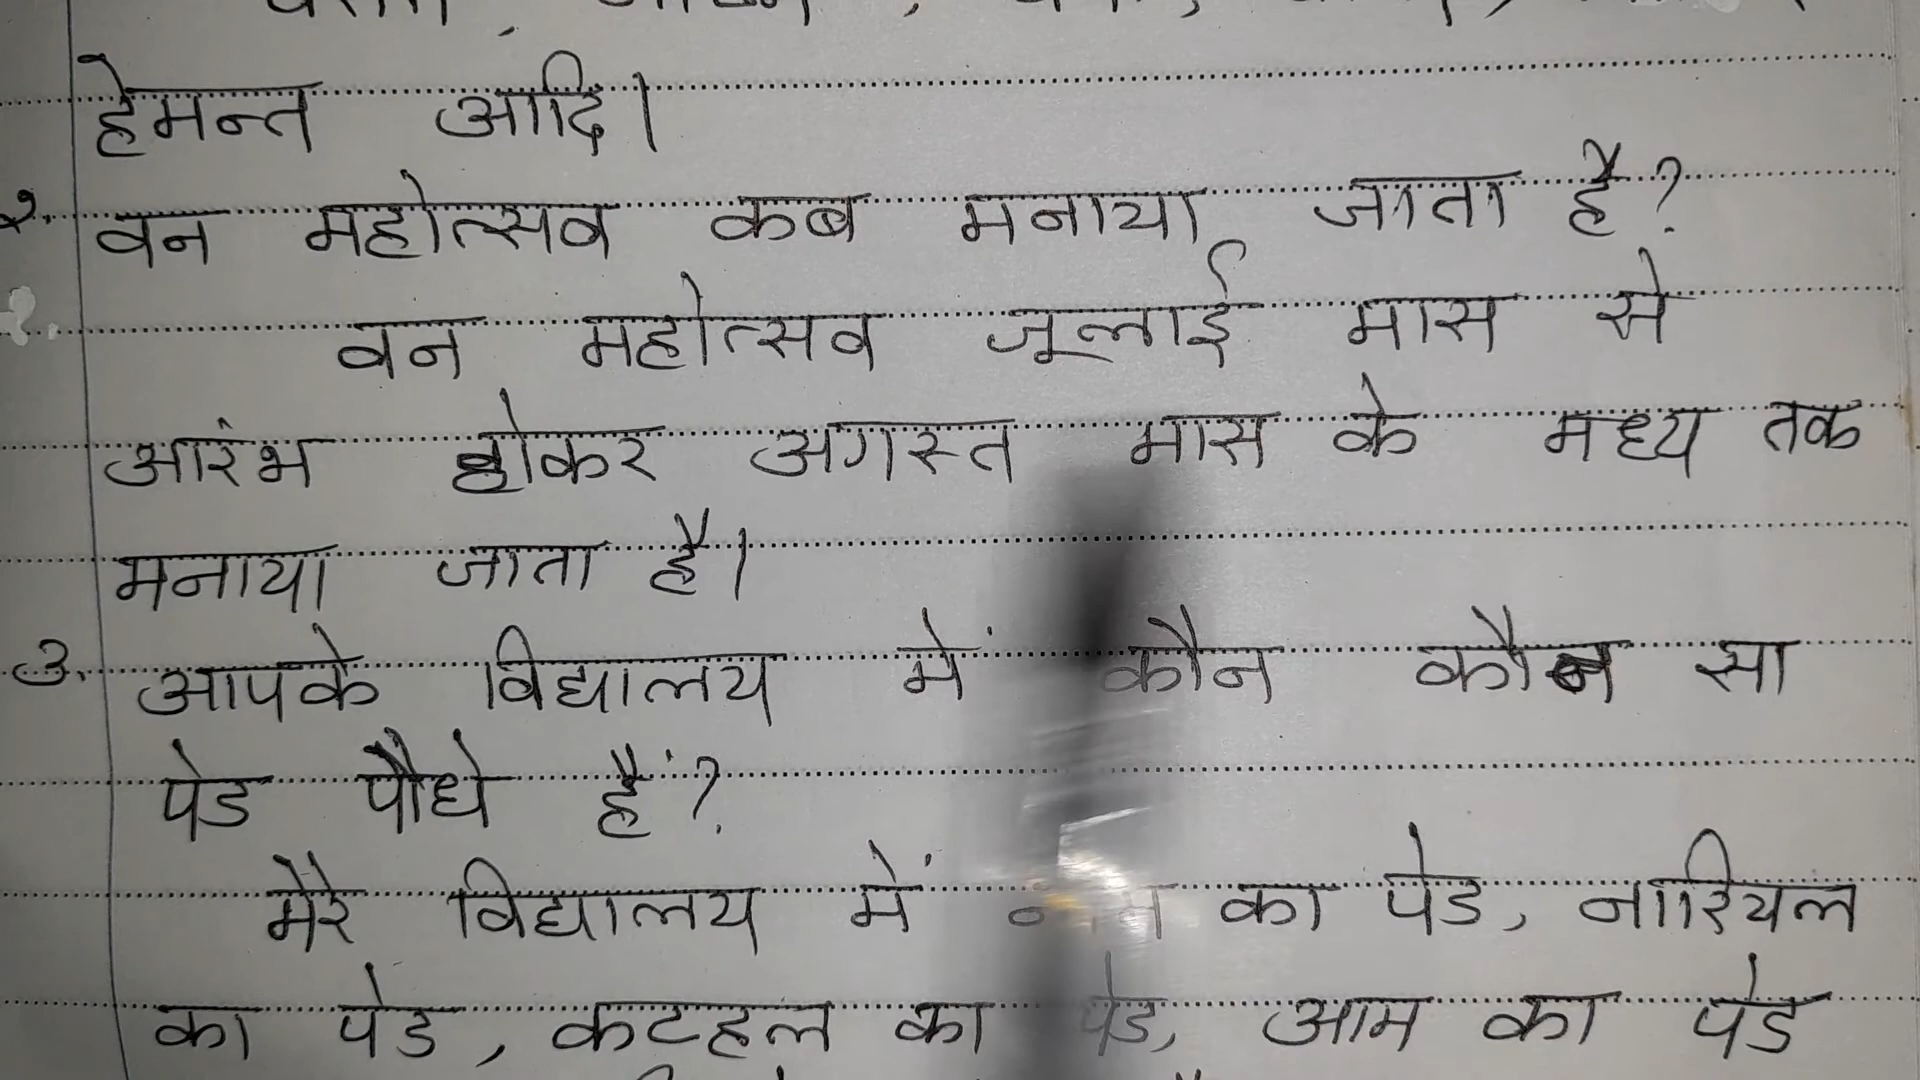 हेमन्त आदि।
२. वन महोत्सव कब मनाया जाता है?
वन महोत्सव जूलाई मास से
आरंभ होकर अगस्त मास के मध्य तक
मनाया जाता है।
3. आपके विद्यालय में कौन कौन सा
पेड पौधे हैं?
मेरे विद्यालय में का पेड, नारियल
का पेड, कटहल का पेड, आम का पेड